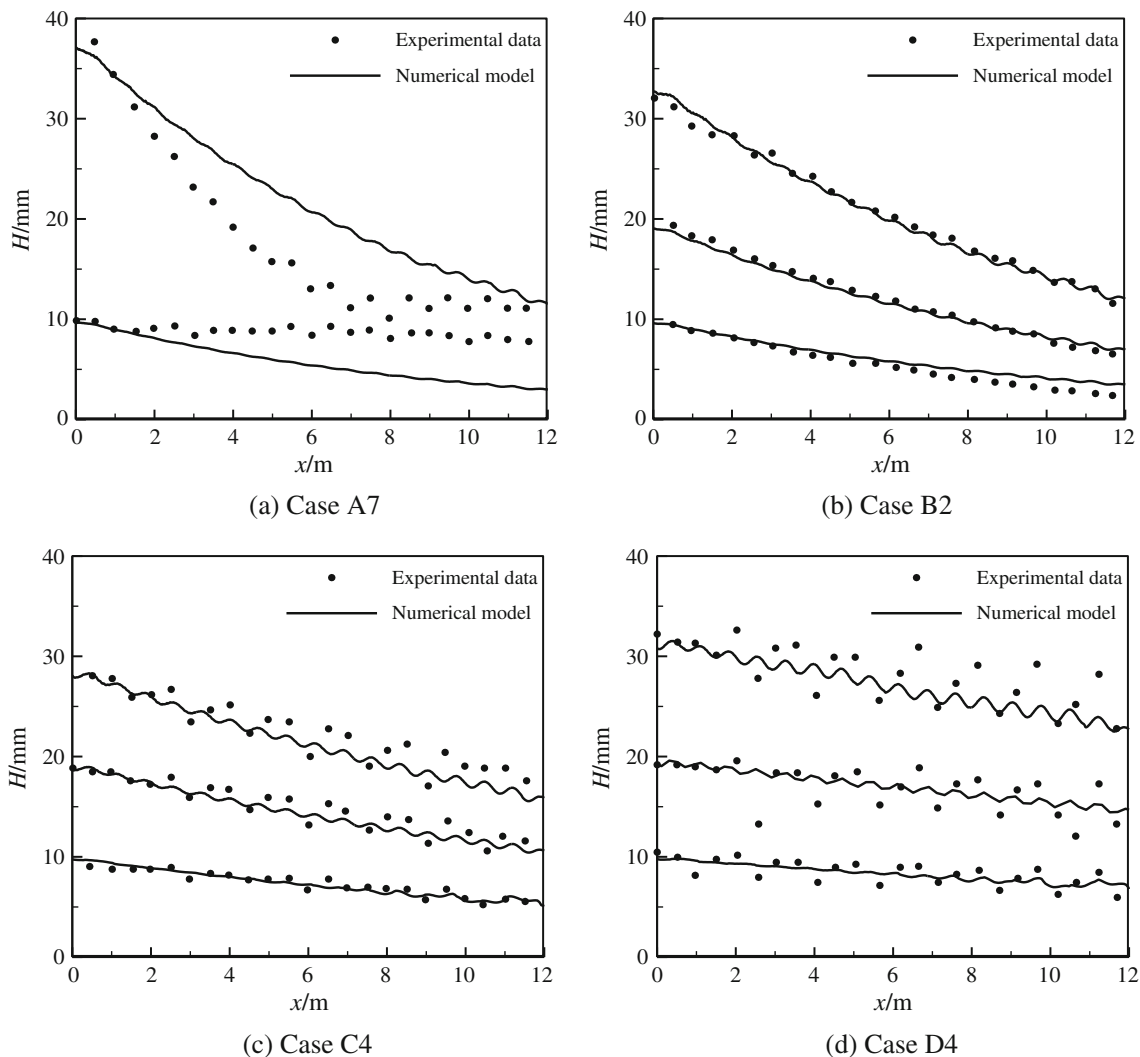 40
30
20
10
0
H/mm
Experimental data
Numerical model
0 2 4 6 8 10 12
x/m
(a) Case A7
40
30
20
10
0
H/mm
Experimental data
Numerical model
0 2 4 6 8 10 12
x/m
(b) Case B2
40
30
20
10
0
H/mm
Experimental data
Numerical model
0 2 4 6 8 10 12
x/m
(c) Case C4
40
30
20
10
0
H/mm
Experimental data
Numerical model
0 2 4 6 8 10 12
x/m
(d) Case D4